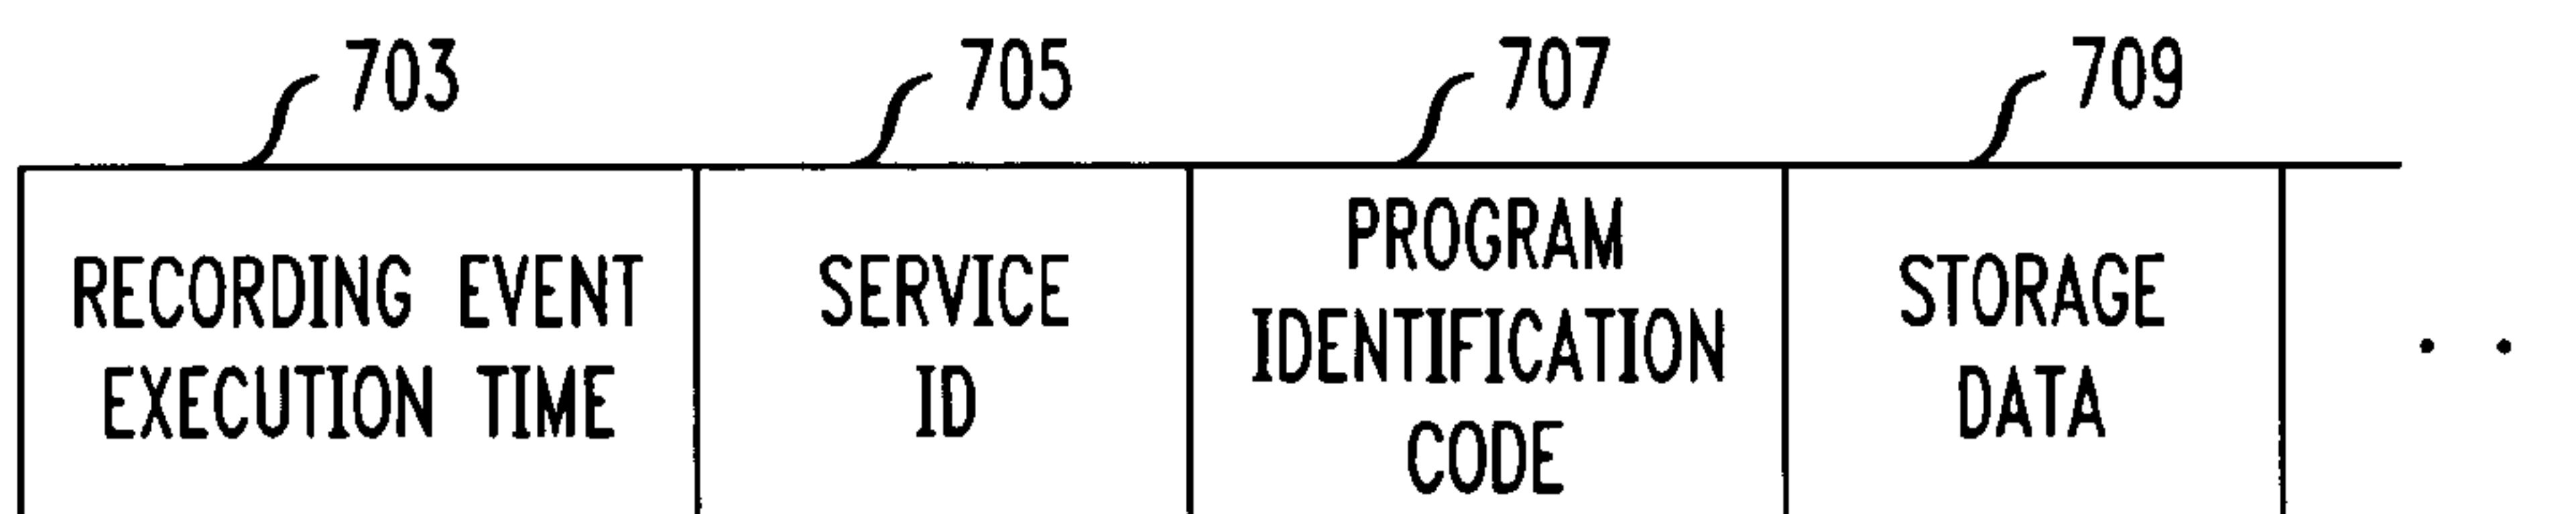 703 705 707 709
RECORDING EVENT
EXECUTION TIME
SERVICE
ID
PROGRAM
IDENTIFICATION
CODE
STORAGE
DATA
. .